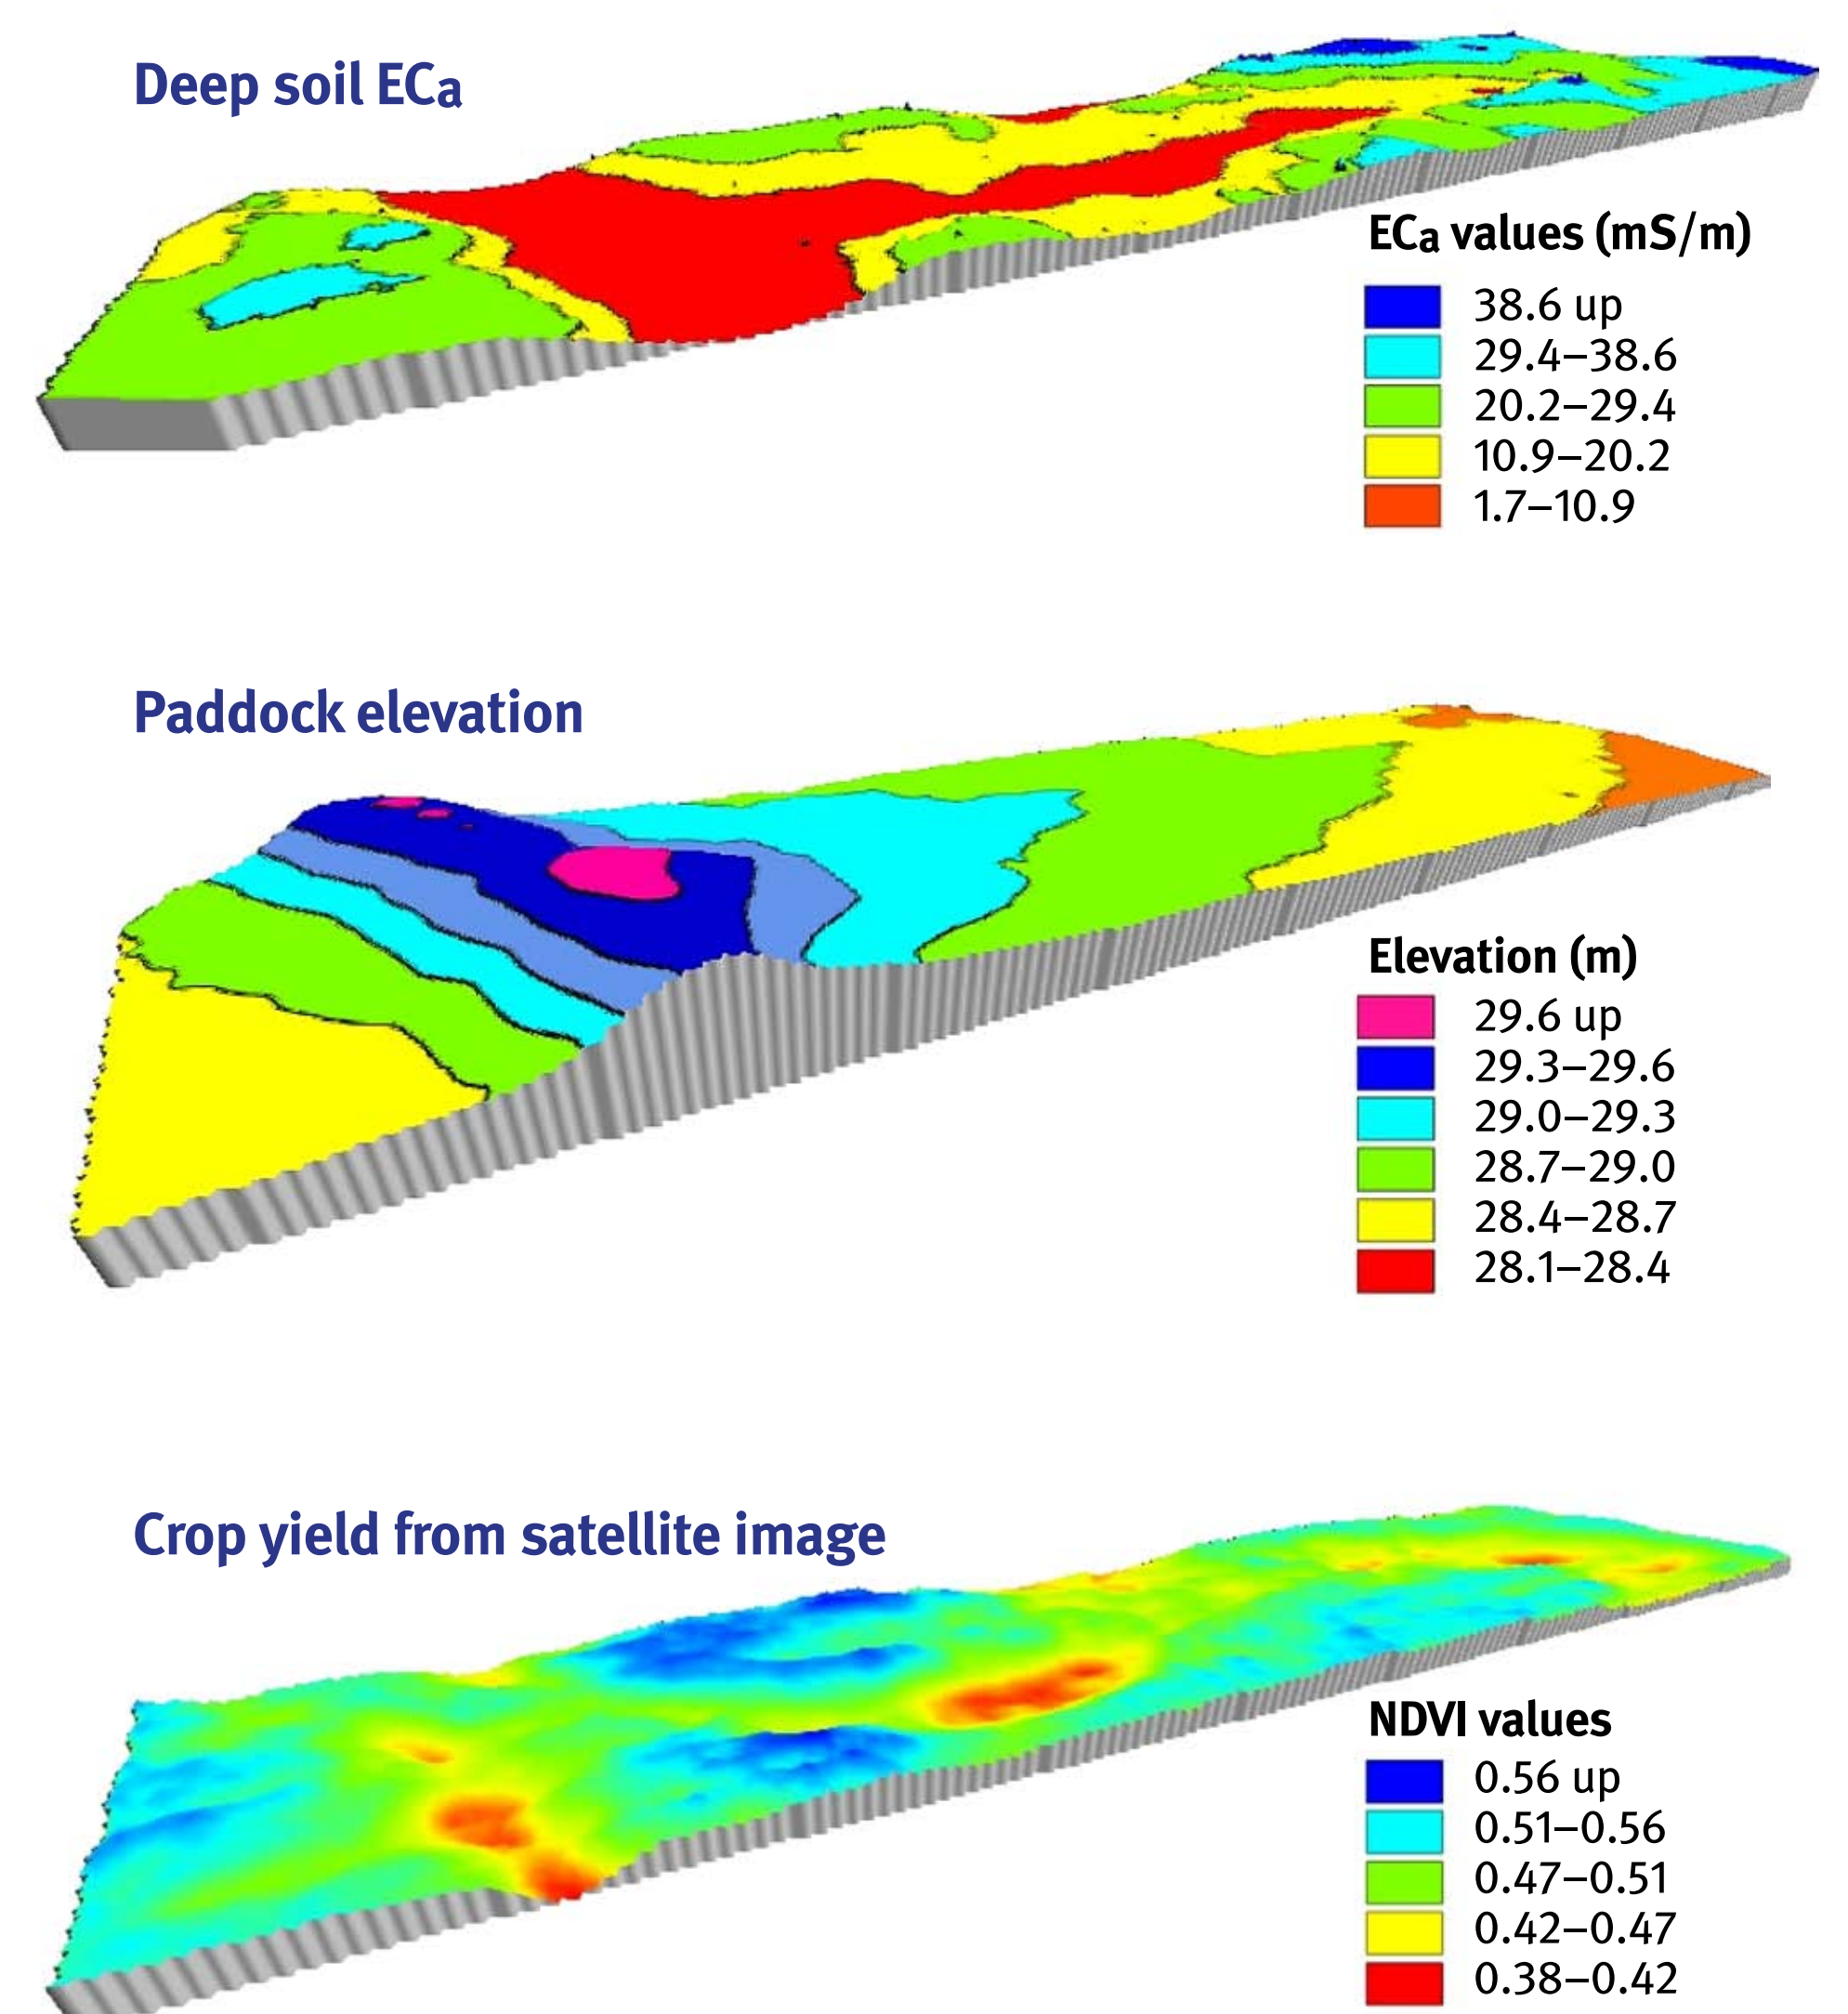 Deep soil ECa
ECa values (mS/m)
38.6 up
29.4–38.6
20.2–29.4
10.9–20.2
1.7–10.9
Paddock elevation
Elevation (m)
29.6 up
29.3–29.6
29.0–29.3
28.7–29.0
28.4–28.7
28.1–28.4
Crop yield from satellite image
NDVI values
0.56 up
0.51–0.56
0.47–0.51
0.42–0.47
0.38–0.42